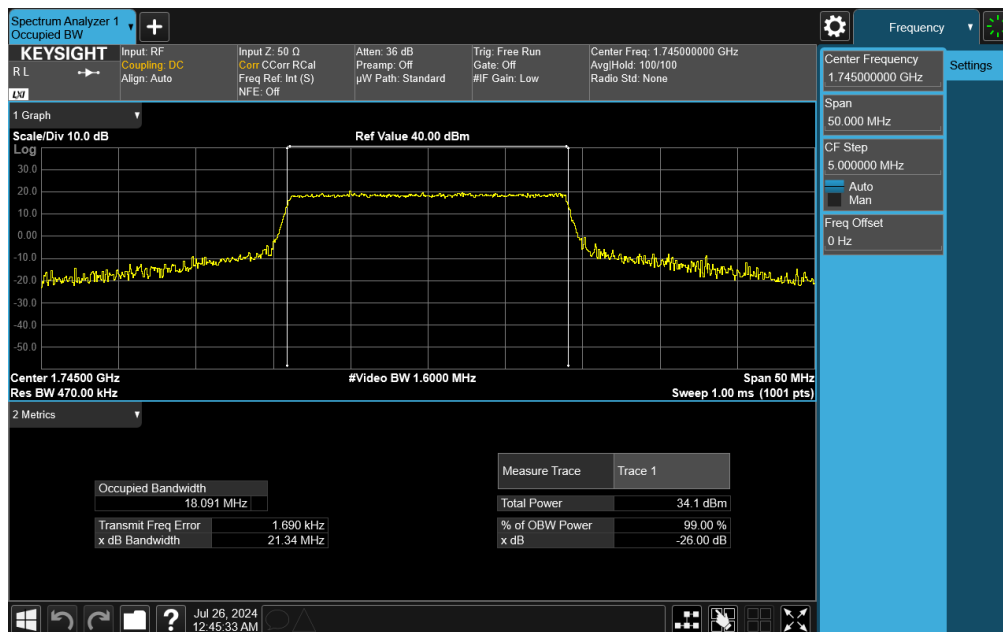 Spectrum Analyzer 1
Occupied BW
Frequency
KEYSIGHT
R L
LXI
Input: RF
Coupling: DC
Align: Auto
Input Z: 50 Ω
Corr CCorr RCal
Freq Ref: Int (S)
NFE: Off
Atten: 36 dB
Preamp: Off
µW Path: Standard
Trig: Free Run
Gate: Off
#IF Gain: Low
Center Freq: 1.745000000 GHz
Avg|Hold: 100/100
Radio Std: None
Center Frequency
1.745000000 GHz
Settings
Span
50.000 MHz
CF Step
5.000000 MHz
Auto
Man
Freq Offset
0 Hz
1 Graph
Scale/Div 10.0 dB
Ref Value 40.00 dBm
Log
30.0
20.0
10.0
0.00
-10.0
-20.0
-30.0
-40.0
-50.0
Center 1.74500 GHz
#Video BW 1.6000 MHz
Span 50 MHz
Res BW 470.00 kHz
Sweep 1.00 ms (1001 pts)
2 Metrics
Measure Trace
Trace 1
Occupied Bandwidth
18.091 MHz
Total Power
34.1 dBm
Transmit Freq Error
1.690 kHz
% of OBW Power
99.00 %
x dB Bandwidth
21.34 MHz
x dB
-26.00 dB
?
Jul 26, 2024
12:45:33 AM